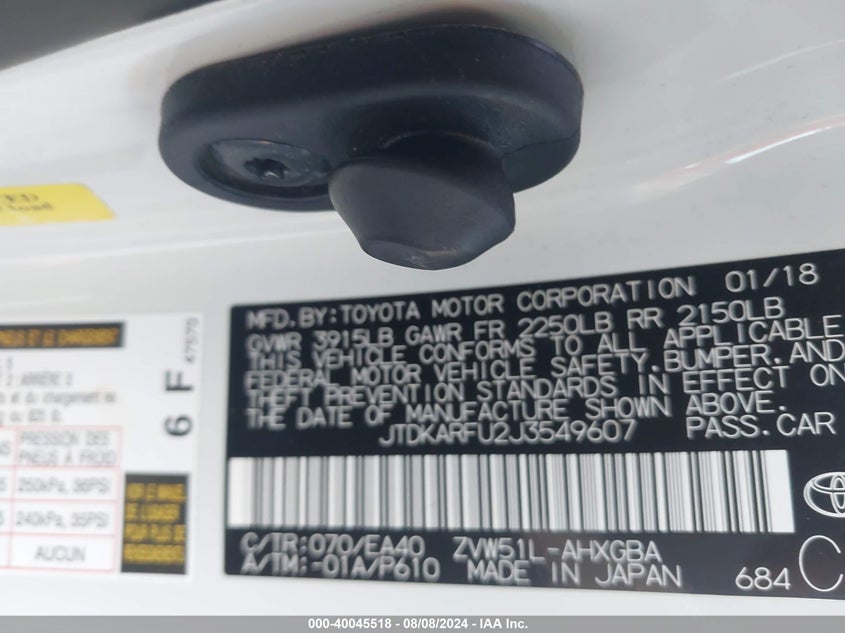 MFD.BY:TOYOTA MOTOR CORPORATION 01/18
GVWR 3915LB GAWR FR 2250LB RR 2150LB
THIS VEHICLE CONFORMS TO ALL APPLICABLE
FEDERAL MOTOR VEHICLE SAFETY,BUMPER,AND
THEFT PREVENTION STANDARDS IN EFFECT ON
THE DATE OF MANUFACTURE SHOWN ABOVE.
JTDKARFU2J3549607 PASS.CAR
C/TR:070/EA40 ZVW51L-AHXGBA
A/TM:-01A/P610 MADE IN JAPAN 684 C
6 F 47570
PRESSION DES
PNEUS À FROID
250kPa, 36PSI
240kPa, 35PSI
AUCUN
000-40045518 - 08/08/2024 - IAA Inc.